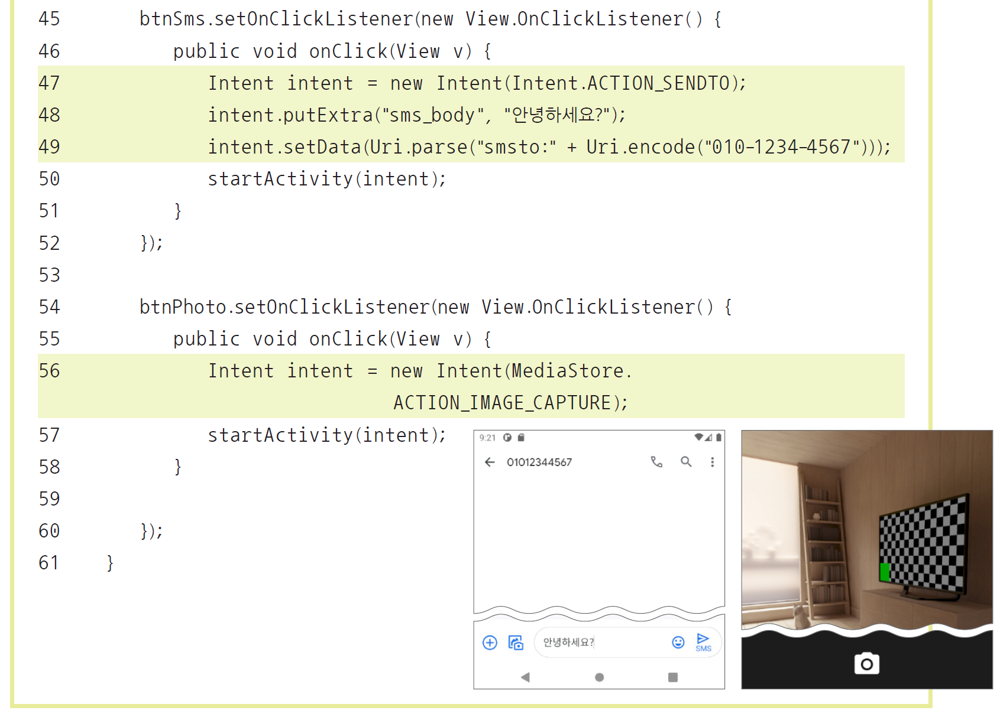 45 btnSms.setOnClickListener(new View.OnClickListener() {
46 public void onClick(View v) {
47 Intent intent = new Intent(Intent.ACTION_SENDTO);
48 intent.putExtra("sms_body", "안녕하세요?");
49 intent.setData(Uri.parse("smsto:" + Uri.encode("010-1234-4567")));
50 startActivity(intent);
51 }
52 });
53
54 btnPhoto.setOnClickListener(new View.OnClickListener() {
55 public void onClick(View v) {
56 Intent intent = new Intent(MediaStore.
ACTION_IMAGE_CAPTURE);
57 startActivity(intent);
58 }
59
60 });
61 }
9:21
01012344567
안녕하세요?
SMS